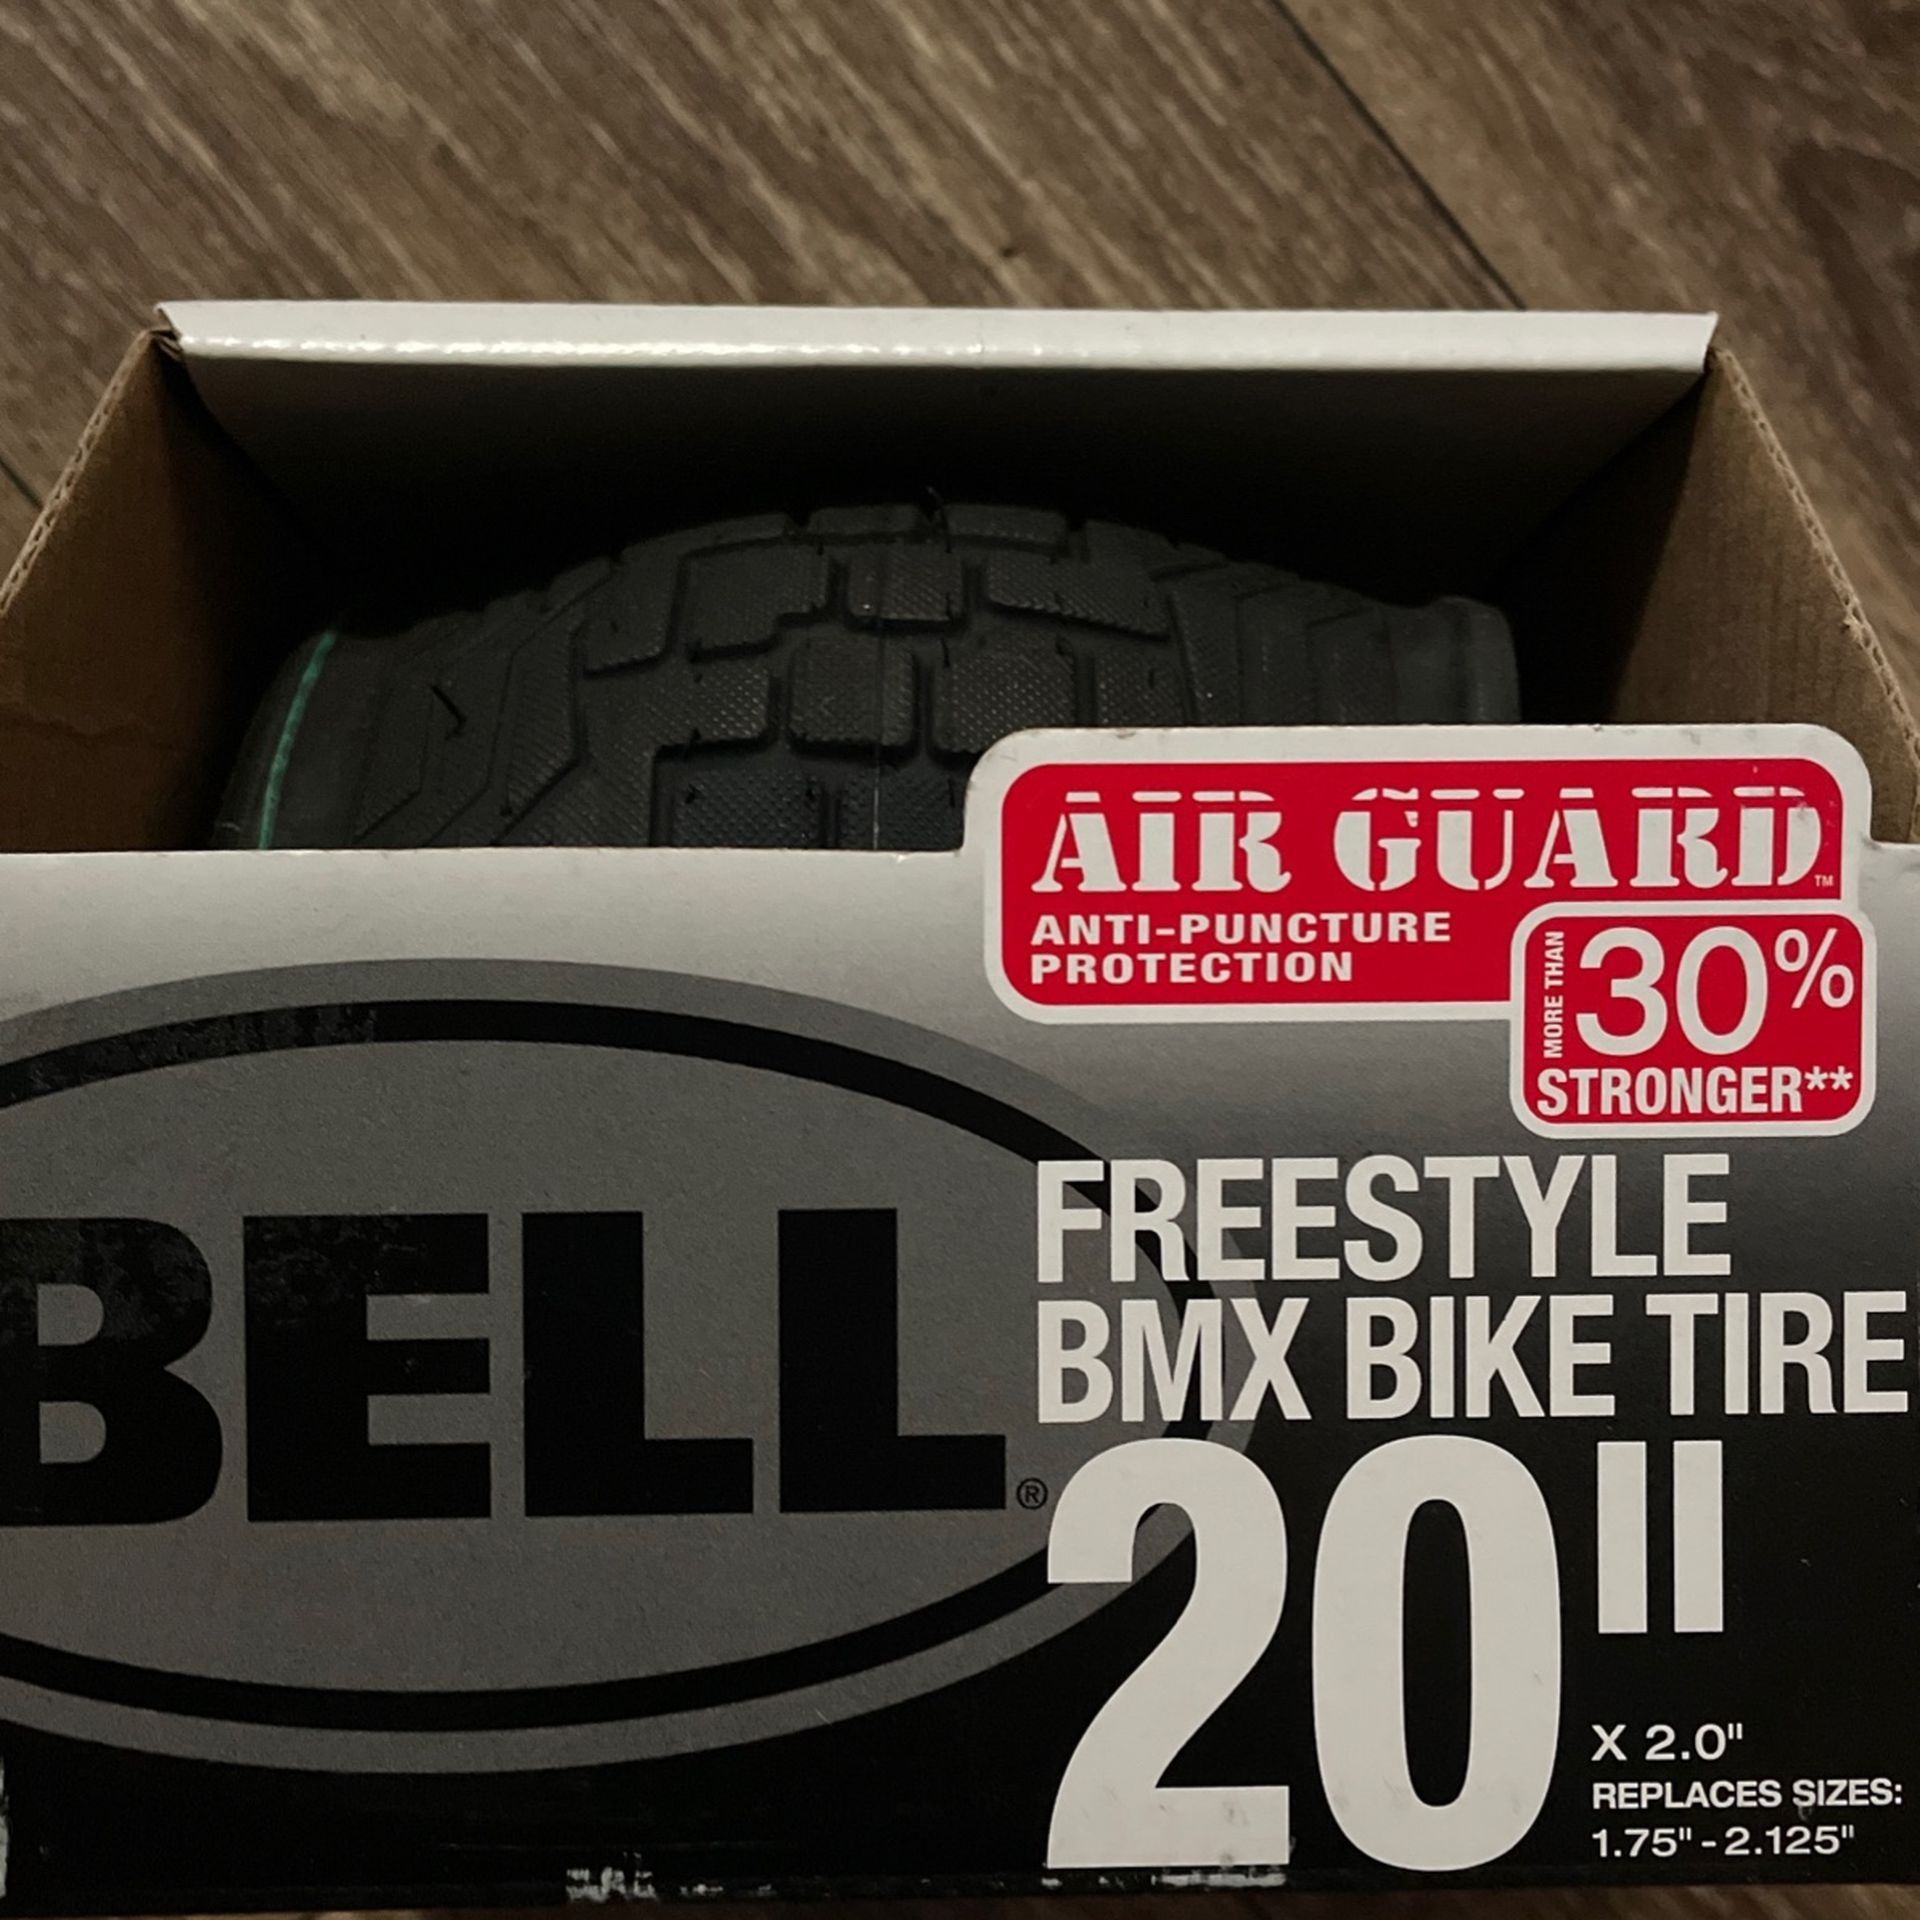 AIR GUARD™
ANTI-PUNCTURE
PROTECTION
MORE THAN
30%
STRONGER**
BELL®
FREESTYLE
BMX BIKE TIRE
20"
X 2.0"
REPLACES SIZES:
1.75" - 2.125"